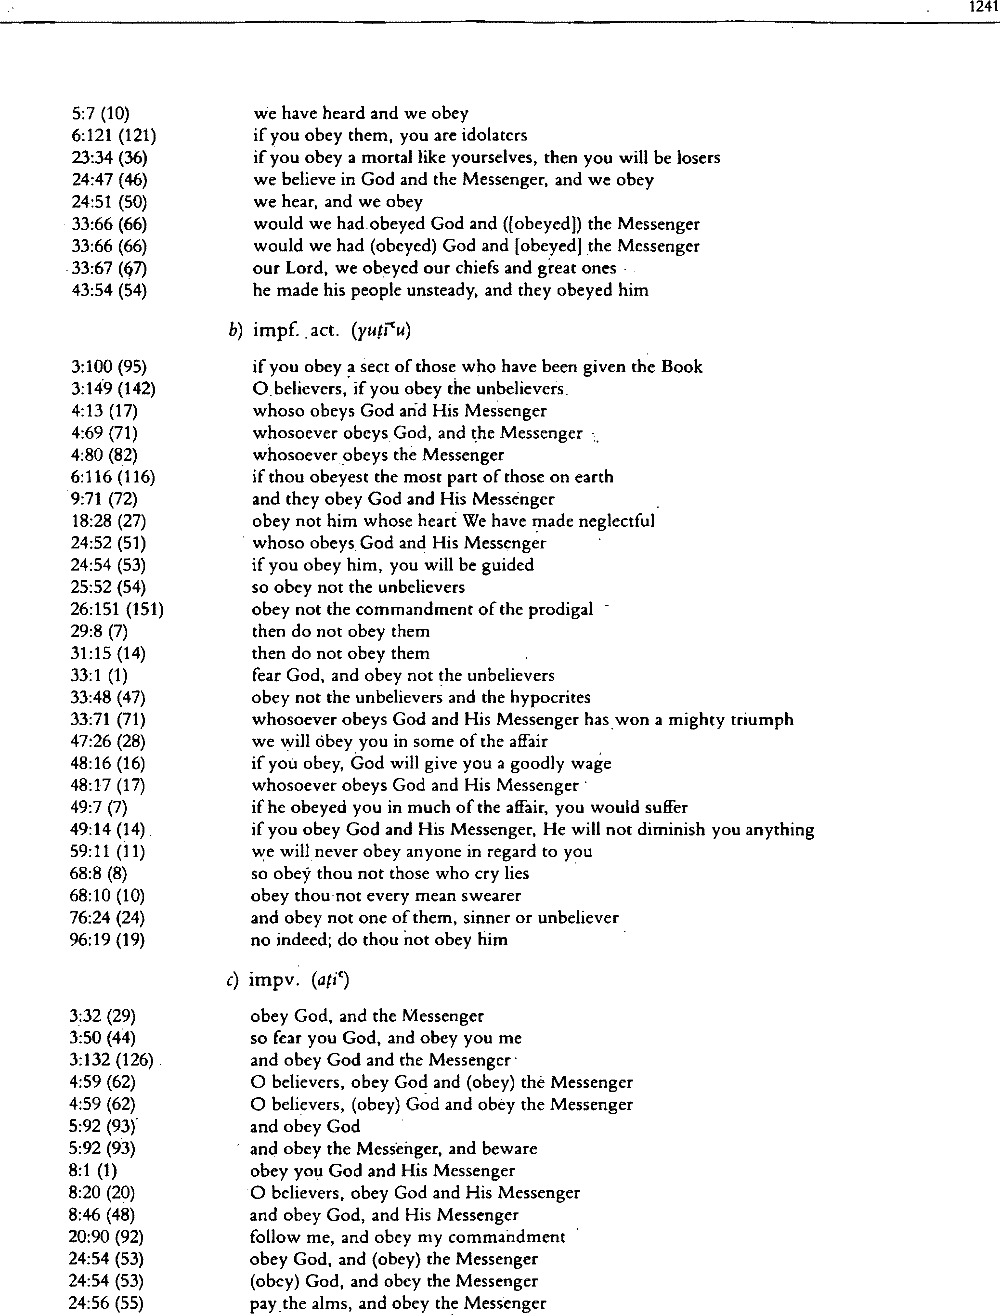 1241
5:7 (10) we have heard and we obey
6:121 (121) if you obey them, you are idolaters
23:34 (36) if you obey a mortal like yourselves, then you will be losers
24:47 (46) we believe in God and the Messenger, and we obey
24:51 (50) we hear, and we obey
33:66 (66) would we had obeyed God and ([obeyed]) the Messenger
33:66 (66) would we had (obeyed) God and [obeyed] the Messenger
33:67 (67) our Lord, we obeyed our chiefs and great ones
43:54 (54) he made his people unsteady, and they obeyed him
b) impf. act. (yuṭīʿu)
3:100 (95) if you obey a sect of those who have been given the Book
3:149 (142) O believers, if you obey the unbelievers
4:13 (17) whoso obeys God and His Messenger
4:69 (71) whosoever obeys God, and the Messenger
4:80 (82) whosoever obeys the Messenger
6:116 (116) if thou obeyest the most part of those on earth
9:71 (72) and they obey God and His Messenger
18:28 (27) obey not him whose heart We have made neglectful
24:52 (51) whoso obeys God and His Messenger
24:54 (53) if you obey him, you will be guided
25:52 (54) so obey not the unbelievers
26:151 (151) obey not the commandment of the prodigal
29:8 (7) then do not obey them
31:15 (14) then do not obey them
33:1 (1) fear God, and obey not the unbelievers
33:48 (47) obey not the unbelievers and the hypocrites
33:71 (71) whosoever obeys God and His Messenger has won a mighty triumph
47:26 (28) we will obey you in some of the affair
48:16 (16) if you obey, God will give you a goodly wage
48:17 (17) whosoever obeys God and His Messenger
49:7 (7) if he obeyed you in much of the affair, you would suffer
49:14 (14) if you obey God and His Messenger, He will not diminish you anything
59:11 (11) we will never obey anyone in regard to you
68:8 (8) so obey thou not those who cry lies
68:10 (10) obey thou not every mean swearer
76:24 (24) and obey not one of them, sinner or unbeliever
96:19 (19) no indeed; do thou not obey him
c) impv. (aṭiʿ)
3:32 (29) obey God, and the Messenger
3:50 (44) so fear you God, and obey you me
3:132 (126) and obey God and the Messenger
4:59 (62) O believers, obey God and (obey) the Messenger
4:59 (62) O believers, (obey) God and obey the Messenger
5:92 (93) and obey God
5:92 (93) and obey the Messenger, and beware
8:1 (1) obey you God and His Messenger
8:20 (20) O believers, obey God and His Messenger
8:46 (48) and obey God, and His Messenger
20:90 (92) follow me, and obey my commandment
24:54 (53) obey God, and (obey) the Messenger
24:54 (53) (obey) God, and obey the Messenger
24:56 (55) pay the alms, and obey the Messenger